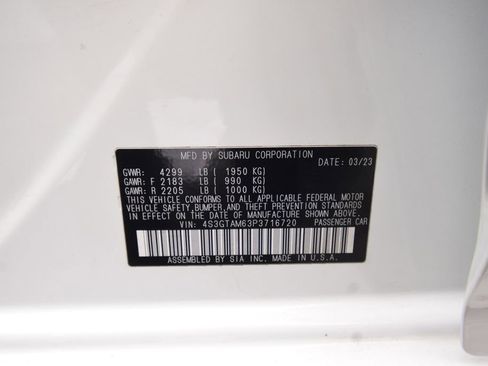 MFD BY SUBARU CORPORATION
DATE: 03/23
GVWR: 4299 LB ( 1950 KG)
GAWR: F 2183 LB ( 990 KG)
GAWR: R 2205 LB ( 1000 KG)
THIS VEHICLE CONFORMS TO ALL APPLICABLE FEDERAL MOTOR
VEHICLE SAFETY,BUMPER,AND THEFT PREVENTION STANDARDS
IN EFFECT ON THE DATE OF MANUFACTURE SHOWN ABOVE.
VIN: 4S3GTAM63P3716720 PASSENGER CAR
ASSEMBLED BY SIA INC. / MADE IN U.S.A.